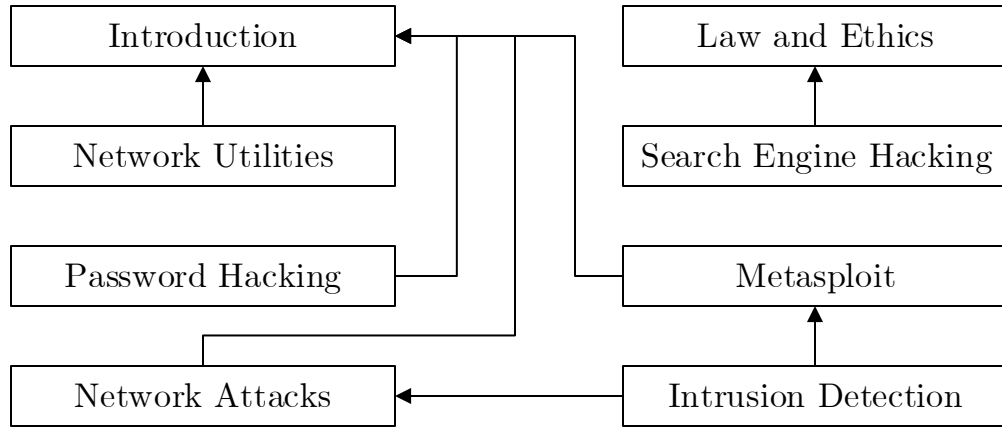 Introduction
Law and Ethics
Network Utilities
Search Engine Hacking
Password Hacking
Metasploit
Network Attacks
Intrusion Detection